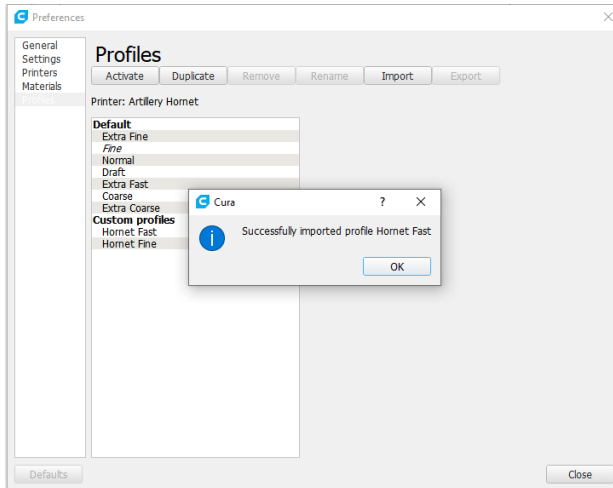 Preferences
General
Settings
Printers
Materials
Profiles
Profiles
Activate Duplicate Remove Rename Import Export
Printer: Artillery Hornet
Default
Extra Fine
Fine
Normal
Draft
Extra Fast
Coarse
Extra Coarse
Custom profiles
Hornet Fast
Hornet Fine
Cura ?
Successfully imported profile Hornet Fast
OK
Defaults Close